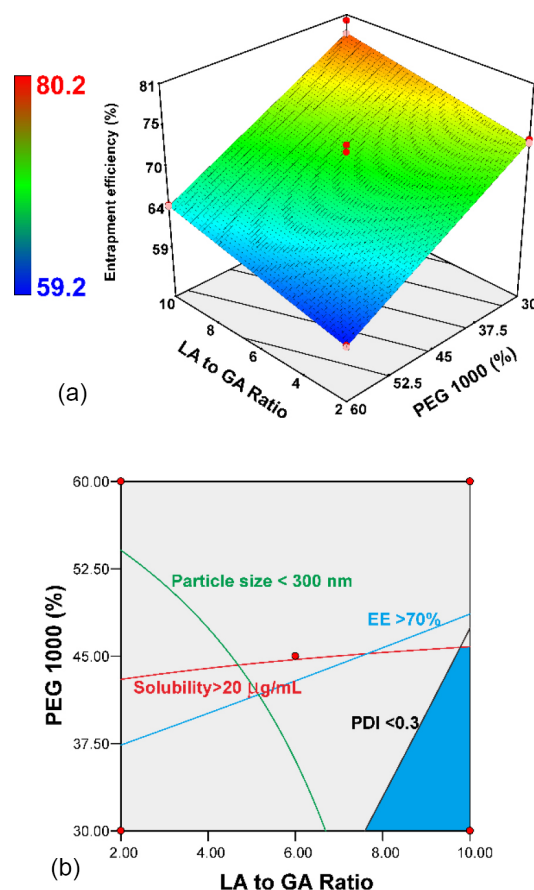 80.2
59.2
Entrapment efficiency (%)
81
75
70
64
59
10
8
6
4
2
LA to GA Ratio
60
52.5
45
37.5
30
PEG 1000 (%)
(a)
PEG 1000 (%)
60.00
52.50
45.00
37.50
30.00
Particle size < 300 nm
EE >70%
Solubility>20 µg/mL
PDI <0.3
2.00 4.00 6.00 8.00 10.00
LA to GA Ratio
(b)